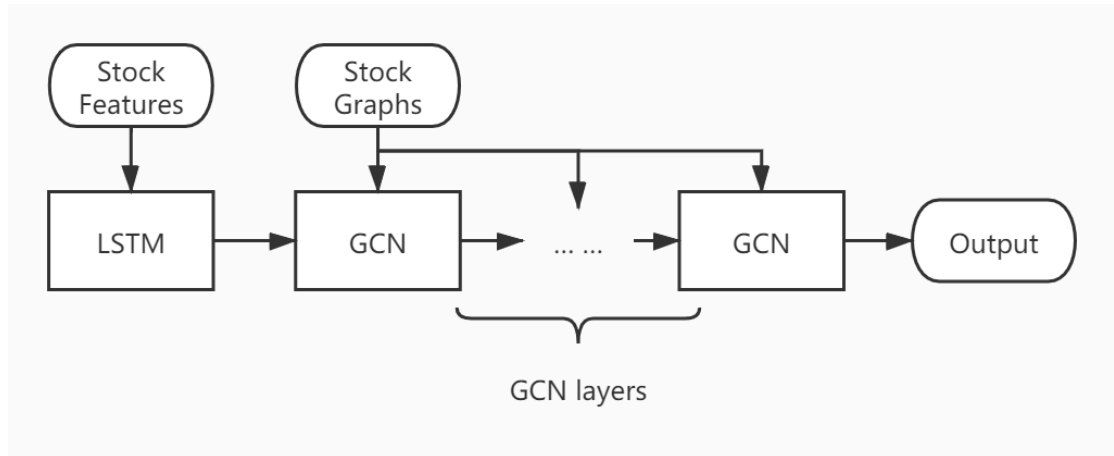 Stock
Features
Stock
Graphs
LSTM
GCN
... ...
GCN
Output
GCN layers